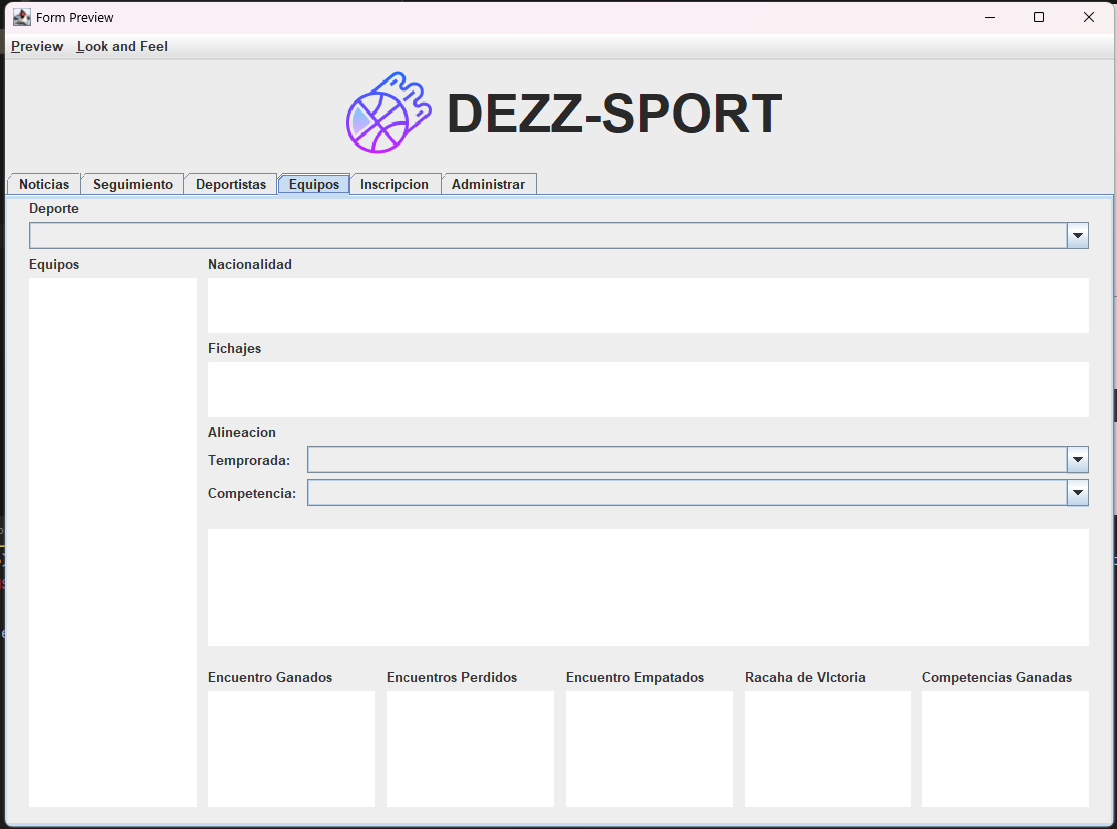 Form Preview
Preview Look and Feel
DEZZ-SPORT
Noticias Seguimiento Deportistas Equipos Inscripcion Administrar
Deporte
Equipos Nacionalidad
Fichajes
Alineacion
Temprorada:
Competencia:
Encuentro Ganados Encuentros Perdidos Encuentro Empatados Racaha de VIctoria Competencias Ganadas